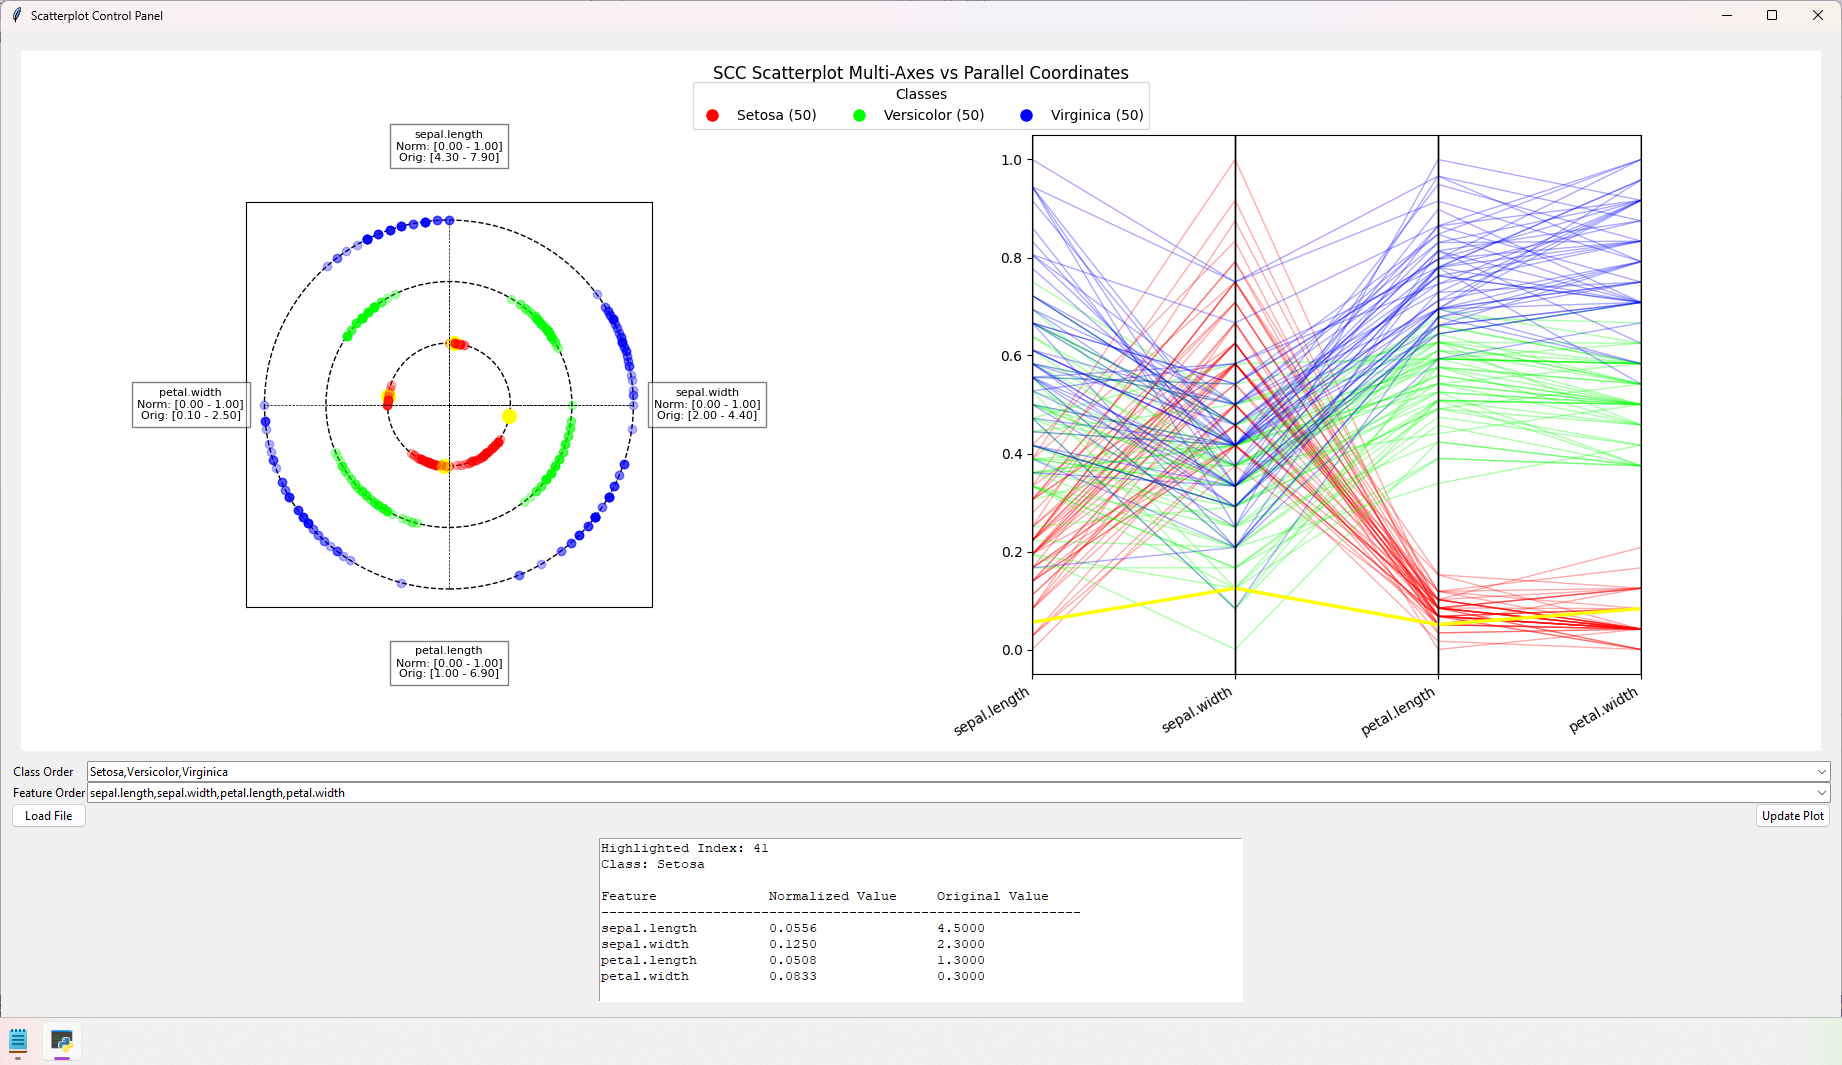 Scatterplot Control Panel
SCC Scatterplot Multi-Axes vs Parallel Coordinates
Classes
Setosa (50) Versicolor (50) Virginica (50)
sepal.length
Norm: [0.00 - 1.00]
Orig: [4.30 - 7.90]
petal.width
Norm: [0.00 - 1.00]
Orig: [0.10 - 2.50]
sepal.width
Norm: [0.00 - 1.00]
Orig: [2.00 - 4.40]
petal.length
Norm: [0.00 - 1.00]
Orig: [1.00 - 6.90]
1.0
0.8
0.6
0.4
0.2
0.0
sepal.length
sepal.width
petal.length
petal.width
Class Order Setosa,Versicolor,Virginica
Feature Order sepal.length,sepal.width,petal.length,petal.width
Load File Update Plot
Highlighted Index: 41
Class: Setosa
Feature Normalized Value Original Value
------------------------------------------------------------
sepal.length 0.0556 4.5000
sepal.width 0.1250 2.3000
petal.length 0.0508 1.3000
petal.width 0.0833 0.3000